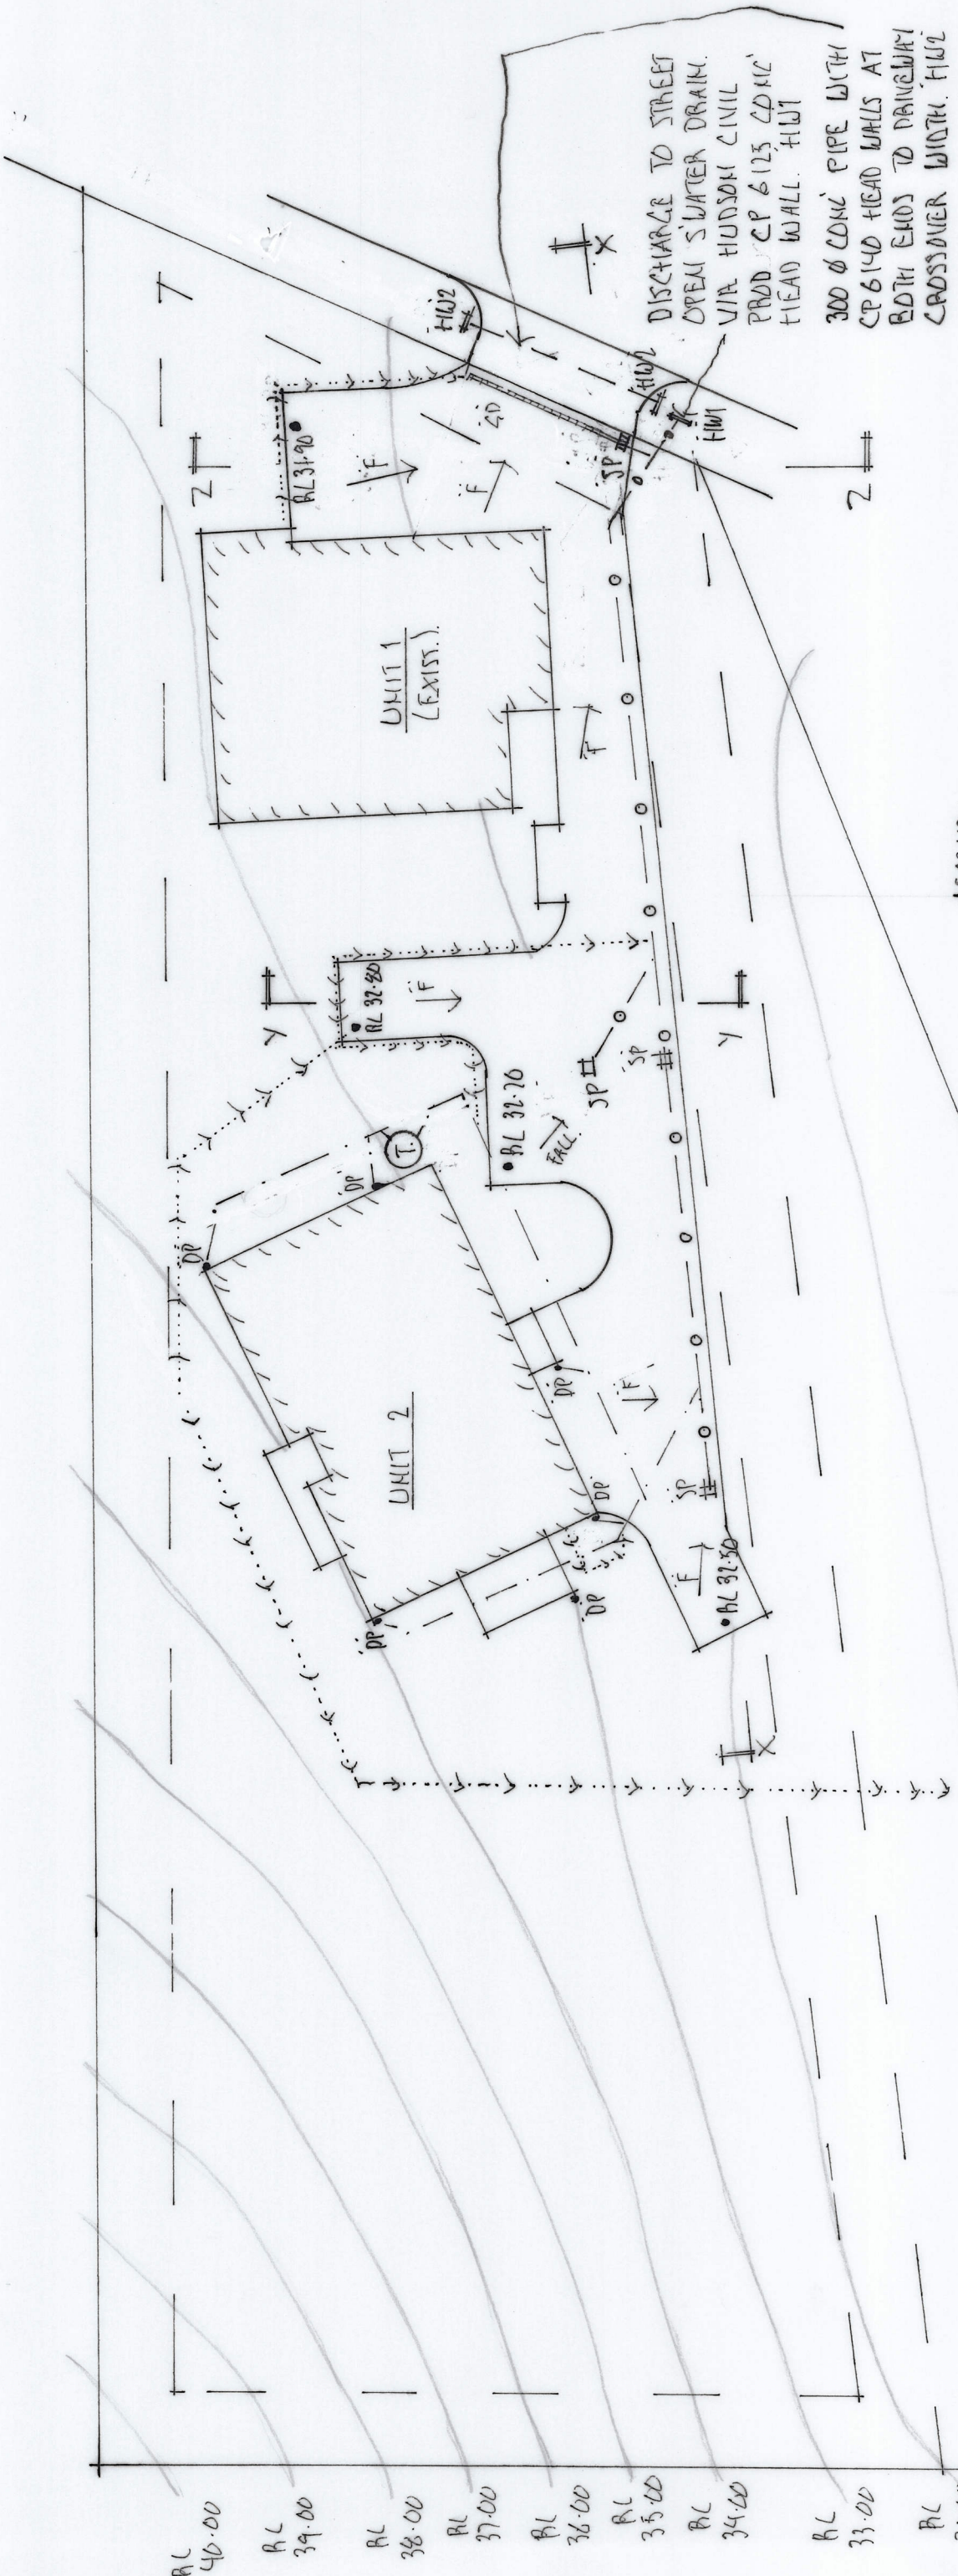 DISCHARGE TO STREET
OPEN S'WATER DRAIN.
VIA HUDSON CIVIL
PROD CP 6125 CONC'
HEAD WALL. HW1
300 Ø CONC' PIPE WITH
CP6140 HEAD WALLS AT
BOTH ENDS TO DRIVEWAY
CROSSOVER WIDTH. HW2
HW2
HW2
HW1
X
Z
Z
RL 31.90
F
F
GD
SP
UNIT 1
(EXIST.).
F
Y
Y
RL 32.80
F
SP
SP
RL 32.70
FALL
T.
DP
DP
UNIT 2
DP
F
DP
SP
DP
DP
F
RL 32.50
X
RL
40.00
RL
39.00
RL
38.00
RL
37.00
RL
36.00
RL
35.00
RL
34.00
RL
33.00
RL